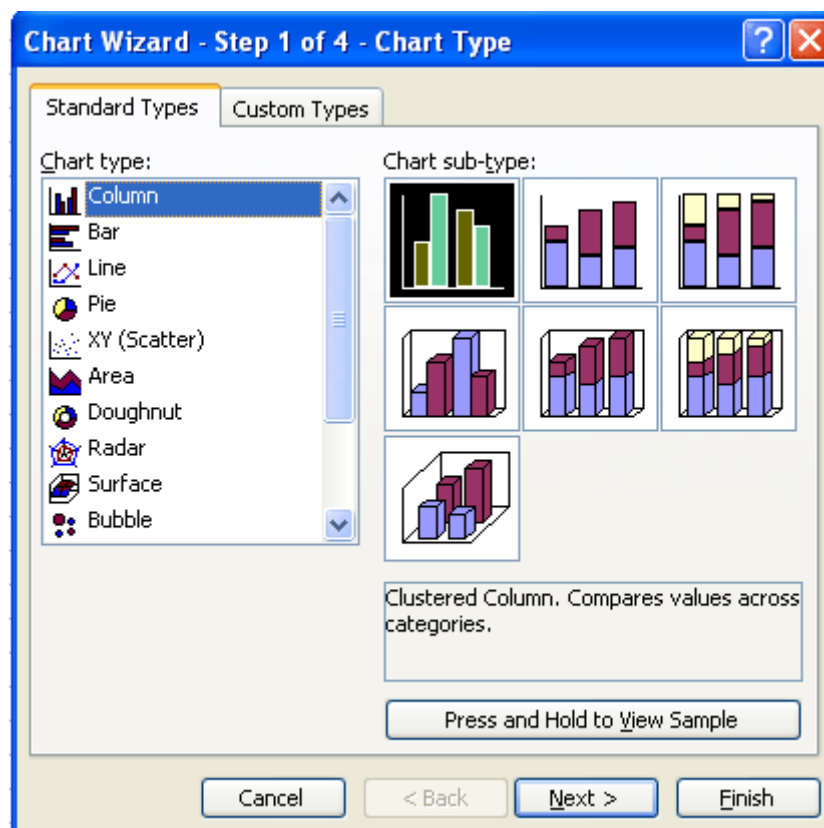 Chart Wizard - Step 1 of 4 - Chart Type
Standard Types
Custom Types
Chart type:
Column
Bar
Line
Pie
XY (Scatter)
Area
Doughnut
Radar
Surface
Bubble
Chart sub-type:
Clustered Column. Compares values across
categories.
Press and Hold to View Sample
Cancel
< Back
Next >
Finish